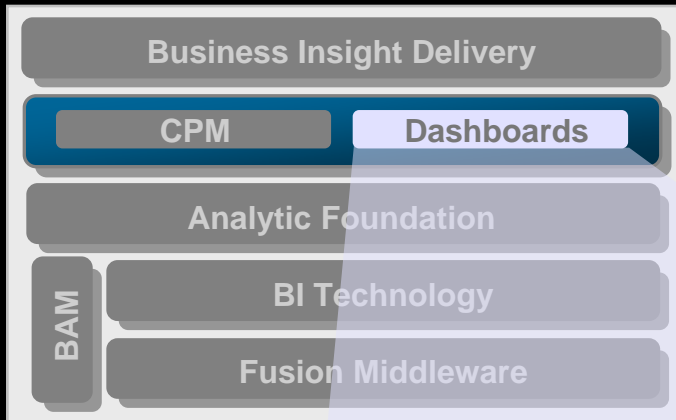 Business Insight Delivery
CPM Dashboards
Analytic Foundation
BAM
BI Technology
Fusion Middleware